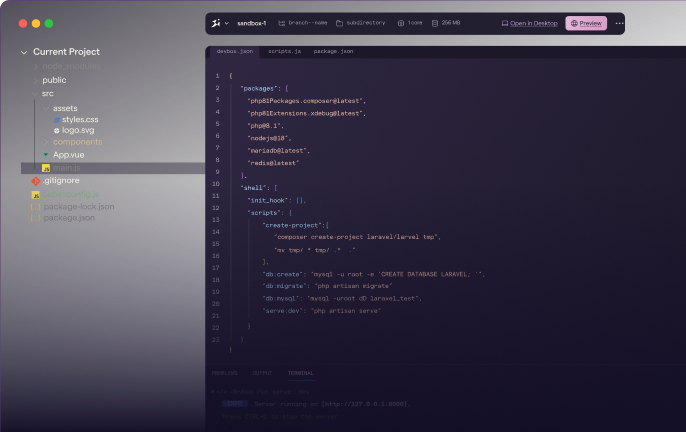 sandbox-1
branch--name
subdirectory
1core
256 MB
Open in Desktop
Preview
Current Project
node_modules
public
src
assets
styles.css
logo.svg
components
App.vue
main.js
.gitignore
package-lock.json
package.json
devbox.json
scripts.js
package.json
1 {
2 "packages": [
3 "php81Packages.composer@latest",
4 "php81Extensions.xdebug@latest",
5 "php@8.1",
6 "nodejs@18",
7 "mariadb@latest",
8 "redis@latest"
9 ],
10 "shell": [
11 "init_hook": [],
12 "scripts": {
13 "create-project":[
14 "composer create-project laravel/larvel tmp",
15 "mv tmp/.* tmp/ .* .."
16 ],
17 "db:create": "mysql -u root -e 'CREATE DATABASE LARAVEL; '",
18 "db:migrate": "php artisan migrate"
19 "db:mysql": "mysql -uroot dD laravel_test",
20 "serve:dev": "php artisan serve"
21 ]
22 }
23
}
PROBLEMS
OUTPUT
TERMINAL
INFO Server running on [http://127.0.0.1:8000].